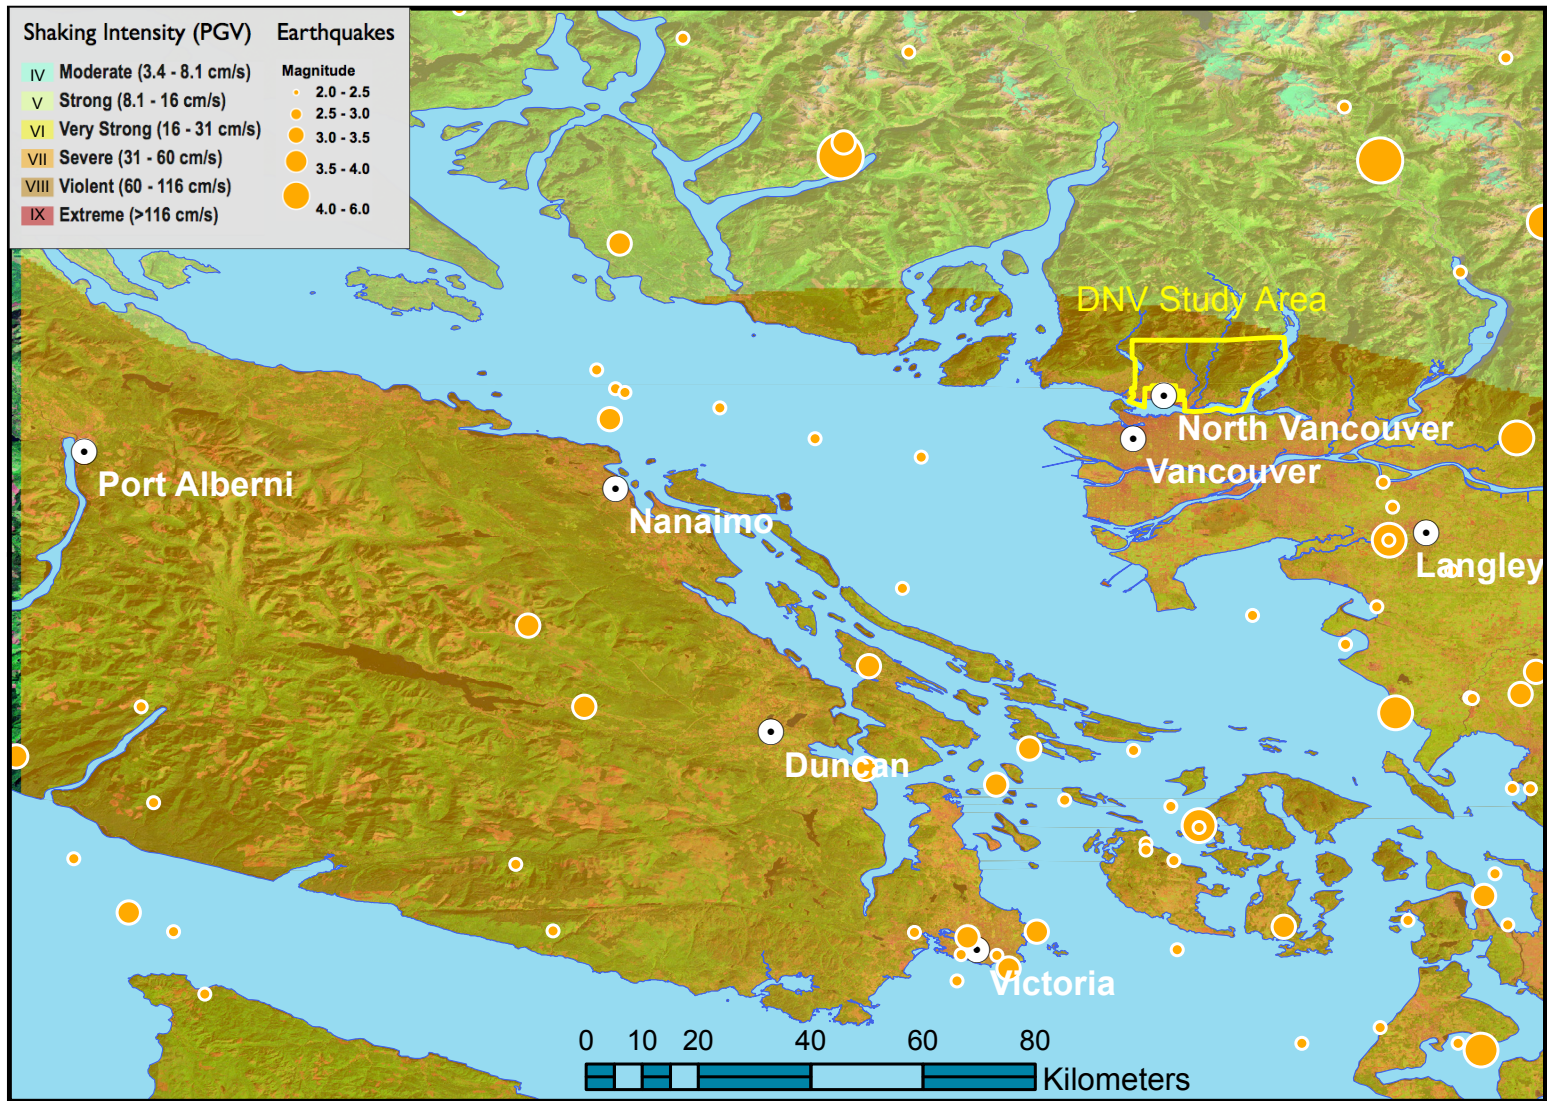 Shaking Intensity (PGV)
Earthquakes
IV Moderate (3.4 - 8.1 cm/s)
V Strong (8.1 - 16 cm/s)
VI Very Strong (16 - 31 cm/s)
VII Severe (31 - 60 cm/s)
VIII Violent (60 - 116 cm/s)
IX Extreme (>116 cm/s)
Magnitude
2.0 - 2.5
2.5 - 3.0
3.0 - 3.5
3.5 - 4.0
4.0 - 6.0
DNV Study Area
North Vancouver
Vancouver
Port Alberni
Nanaimo
Langley
Duncan
Victoria
0 10 20 40 60 80
Kilometers